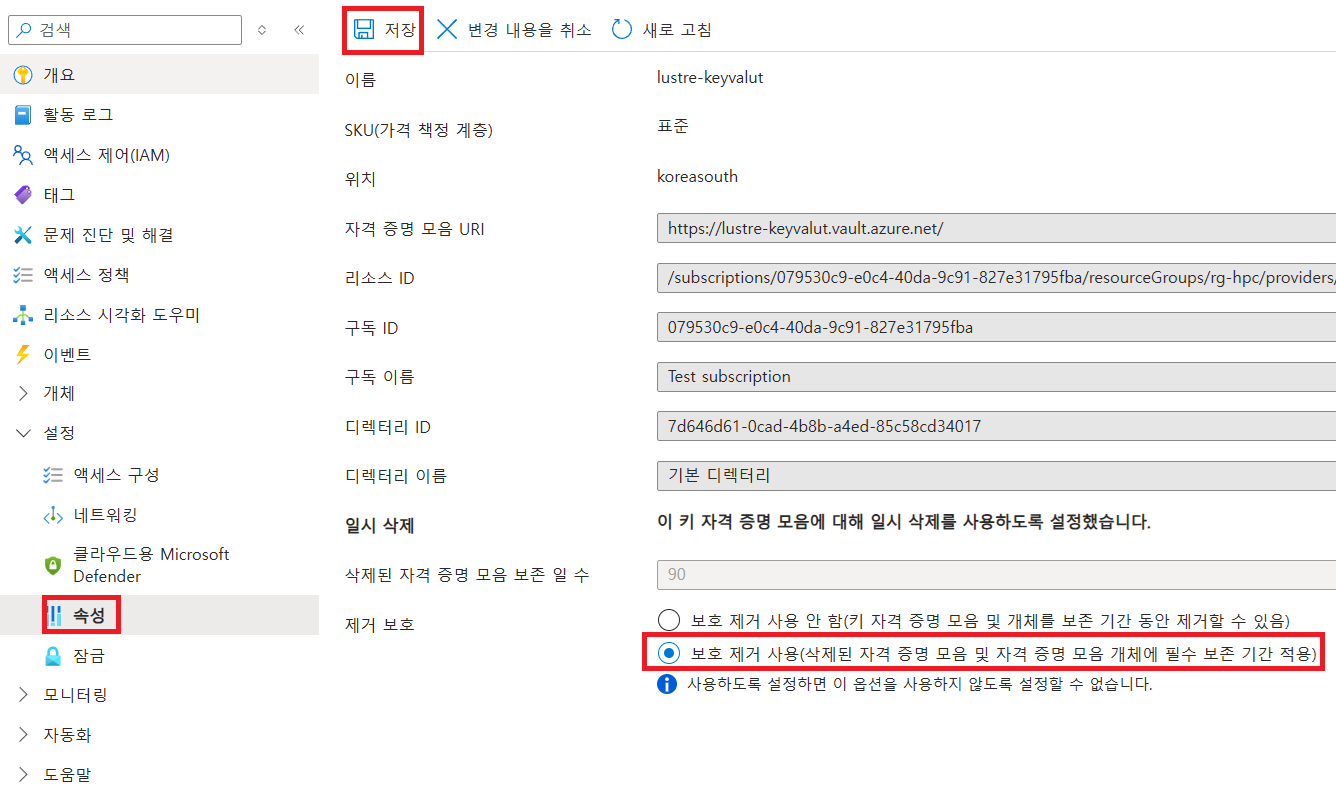 검색
저장
변경 내용을 취소
새로 고침
개요
활동 로그
액세스 제어(IAM)
태그
문제 진단 및 해결
액세스 정책
리소스 시각화 도우미
이벤트
개체
설정
액세스 구성
네트워킹
클라우드용 Microsoft
Defender
속성
잠금
모니터링
자동화
도움말
이름
lustre-keyvalut
SKU(가격 책정 계층)
표준
위치
koreasouth
자격 증명 모음 URI
https://lustre-keyvalut.vault.azure.net/
리소스 ID
/subscriptions/079530c9-e0c4-40da-9c91-827e31795fba/resourceGroups/rg-hpc/providers/
구독 ID
079530c9-e0c4-40da-9c91-827e31795fba
구독 이름
Test subscription
디렉터리 ID
7d646d61-0cad-4b8b-a4ed-85c58cd34017
디렉터리 이름
기본 디렉터리
일시 삭제
이 키 자격 증명 모음에 대해 일시 삭제를 사용하도록 설정했습니다.
삭제된 자격 증명 모음 보존 일 수
90
제거 보호
보호 제거 사용 안 함(키 자격 증명 모음 및 개체를 보존 기간 동안 제거할 수 있음)
보호 제거 사용(삭제된 자격 증명 모음 및 자격 증명 모음 개체에 필수 보존 기간 적용)
사용하도록 설정하면 이 옵션을 사용하지 않도록 설정할 수 없습니다.